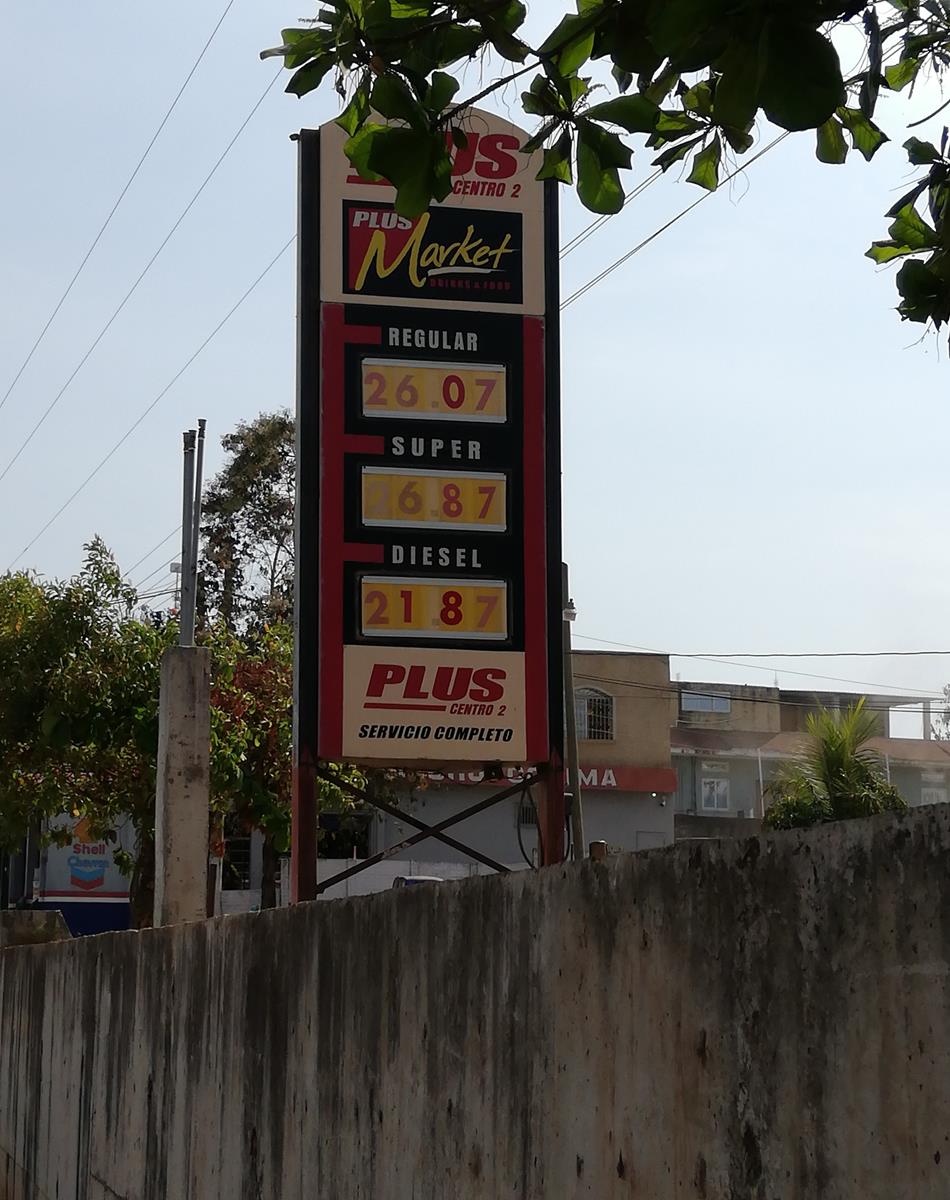 PLUS
CENTRO 2
PLUS
Market
DRINKS & FOOD
REGULAR
26.07
SUPER
26.87
DIESEL
21.87
PLUS
CENTRO 2
SERVICIO COMPLETO
Shell
Chevron